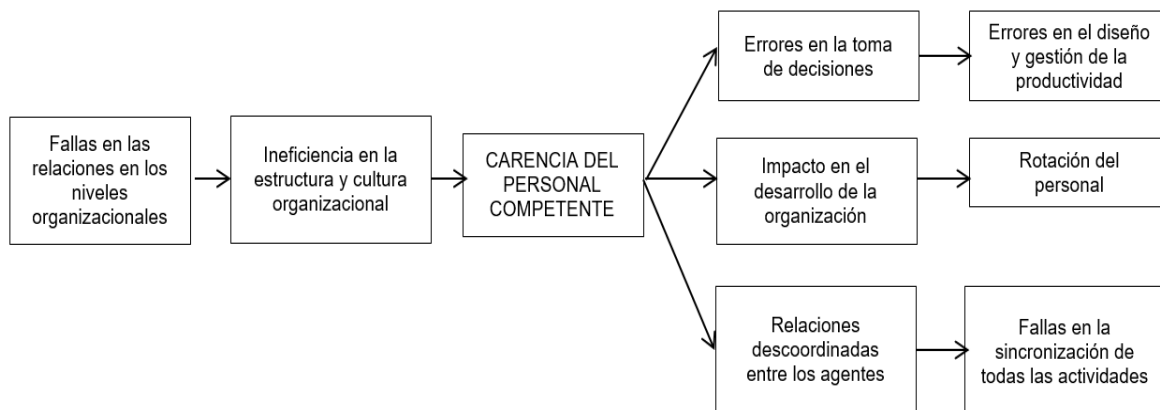 Fallas en las
relaciones en los
niveles
organizacionales
Ineficiencia en la
estructura y cultura
organizacional
CARENCIA DEL
PERSONAL
COMPETENTE
Errores en la toma
de decisiones
Errores en el diseño
y gestión de la
productividad
Impacto en el
desarrollo de la
organización
Rotación del
personal
Relaciones
descoordinadas
entre los agentes
Fallas en la
sincronización de
todas las actividades